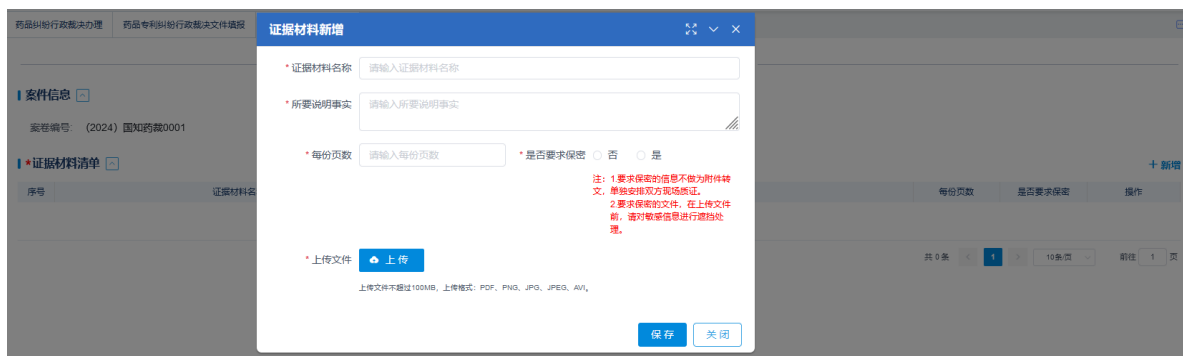 药品纠纷行政裁决办理 药品专利纠纷行政裁决文件填报
证据材料新增
*证据材料名称 请输入证据材料名称
案件信息
*所要说明事实 请输入所要说明事实
案卷编号: (2024) 国知药裁0001
*每份页数 请输入每份页数 *是否要求保密 否 是
*证据材料清单
+ 新增
注: 1.要求保密的信息不做为附件转
文, 单独安排双方现场质证。
2.要求保密的文件, 在上传文件
前, 请对敏感信息进行遮挡处
理。
序号 证据材料名 每份页数 是否要求保密 操作
*上传文件 上传
共0条 < 1 > 10条/页 前往 1 页
上传文件不超过100MB, 上传格式: PDF、PNG、JPG、JPEG、AVI。
保存 关闭